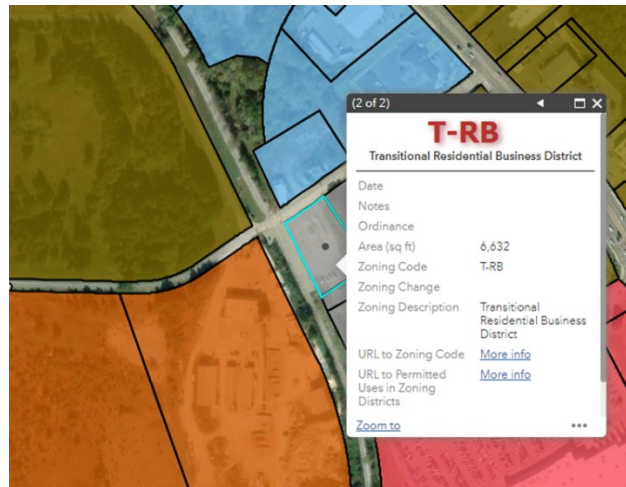 (2 of 2)
T-RB
Transitional Residential Business District
Date
Notes
Ordinance
Area (sq ft) 6,632
Zoning Code T-RB
Zoning Change
Zoning Description Transitional
Residential Business
District
URL to Zoning Code More info
URL to Permitted More info
Uses in Zoning
Districts
Zoom to